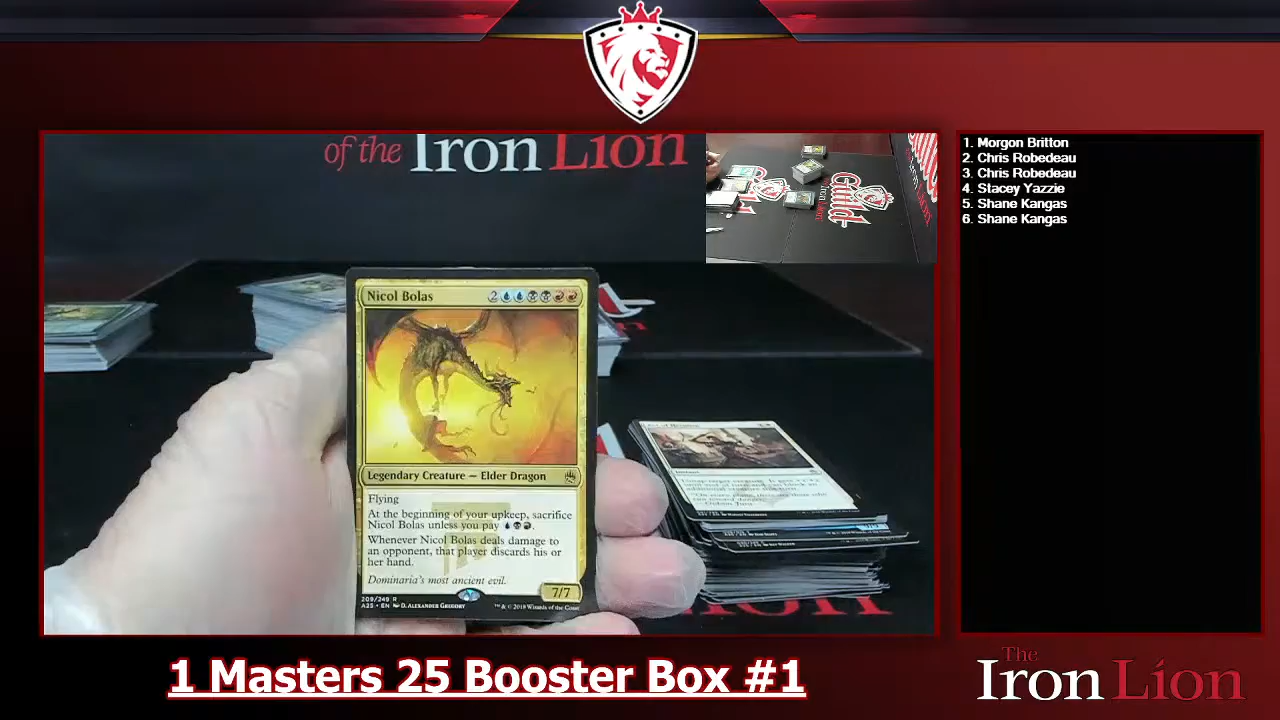 of the Iron Lion
1. Morgon Britton
2. Chris Robedeau
3. Chris Robedeau
4. Stacey Yazzie
5. Shane Kangas
6. Shane Kangas
Guild
Nicol Bolas 2
Legendary Creature — Elder Dragon
Flying
At the beginning of your upkeep, sacrifice
Nicol Bolas unless you pay
Whenever Nicol Bolas deals damage to
an opponent, that player discards his or
her hand.
Dominaria's most ancient evil.
7/7
209/249 R
A25 • EN D. Alexander Gregory ™ & © 2018 Wizards of the Coast
Instant
1 Masters 25 Booster Box #1
The
Iron Lion